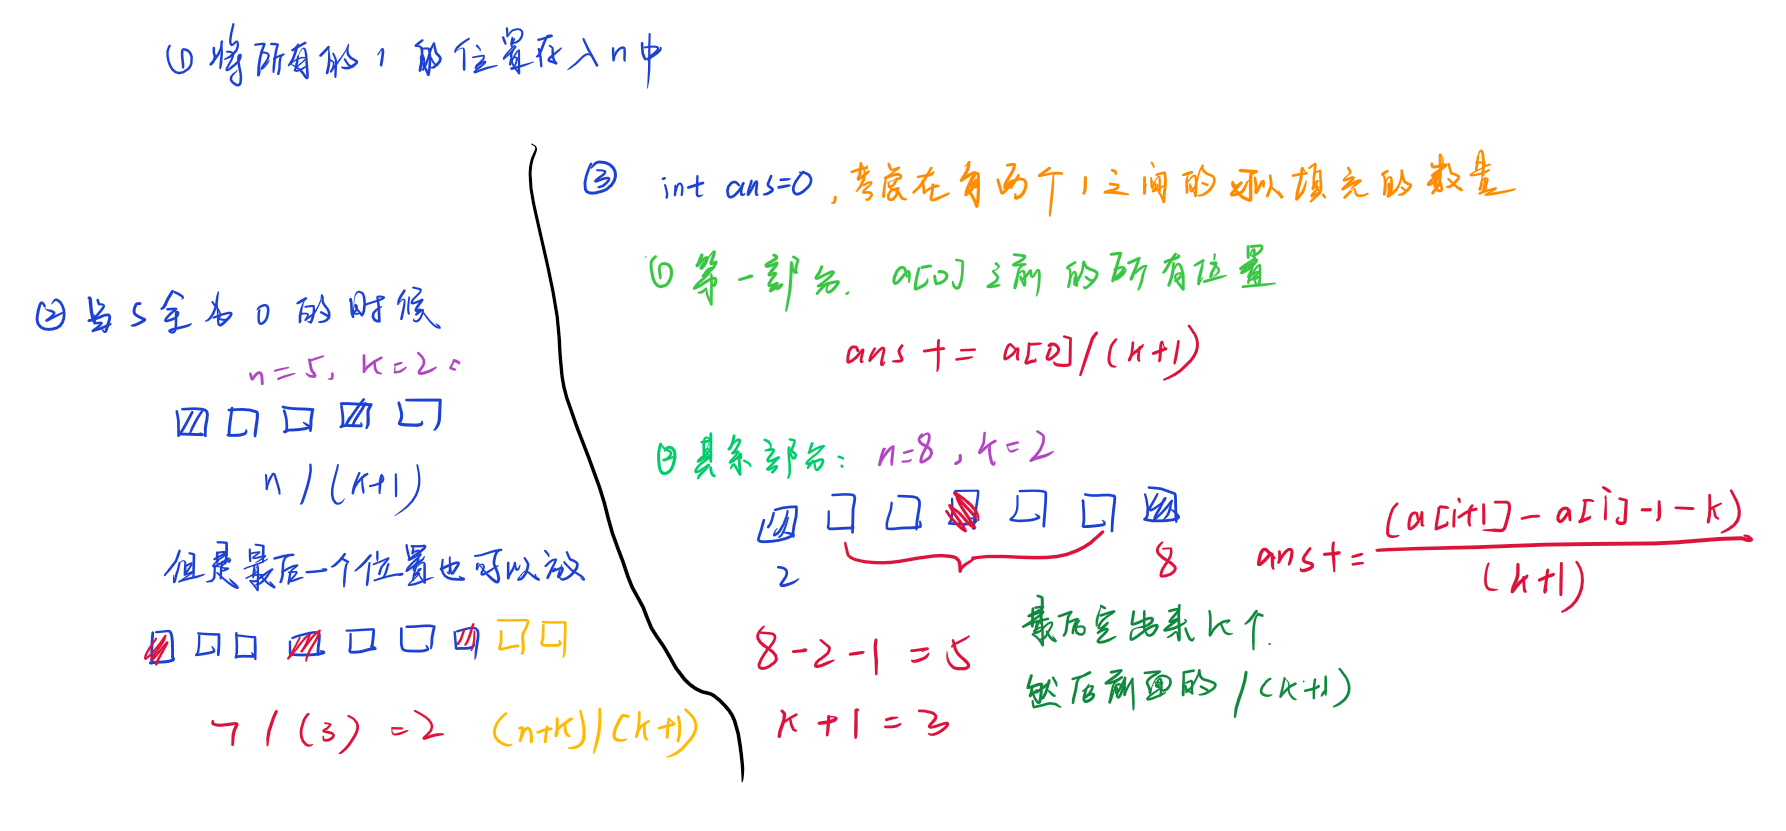 ① 将所有的 1 的位置存入n中
② 当 s 全为 0 的时候
n=5, k=2
n / (k+1)
但是最后一个位置也可以放
7 / (3) = 2 (n+k)/(k+1)
③ int ans=0, 考虑在每两个 1 之间的可以填充的数量
① 第一部分. a[0] 之前的所有位置
ans += a[0]/(k+1)
② 其余部分: n=8, k=2
2 8
8-2-1 = 5
k+1 = 3
最后空出来 k 个.
然后前面的 /(k+1)
ans += (a[i+1] - a[i] -1 - k)
(k+1)